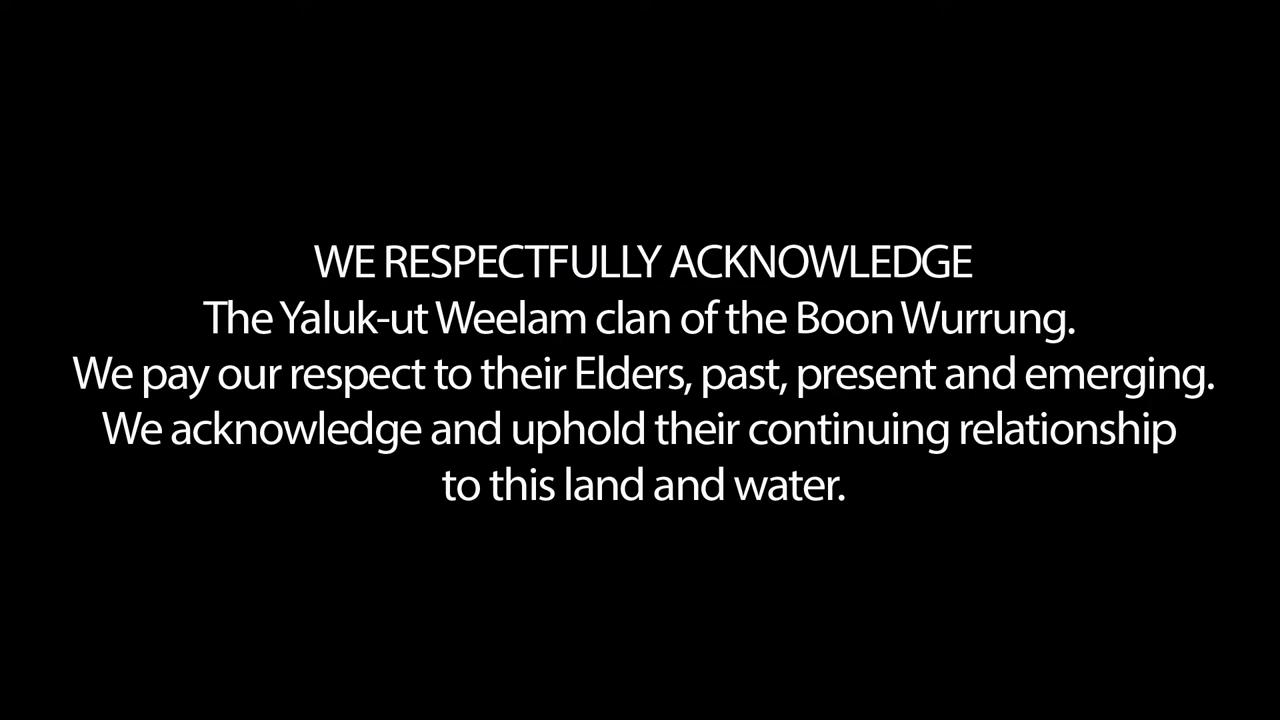 WE RESPECTFULLY ACKNOWLEDGE
The Yaluk-ut Weelam clan of the Boon Wurrung.
We pay our respect to their Elders, past, present and emerging.
We acknowledge and uphold their continuing relationship
to this land and water.